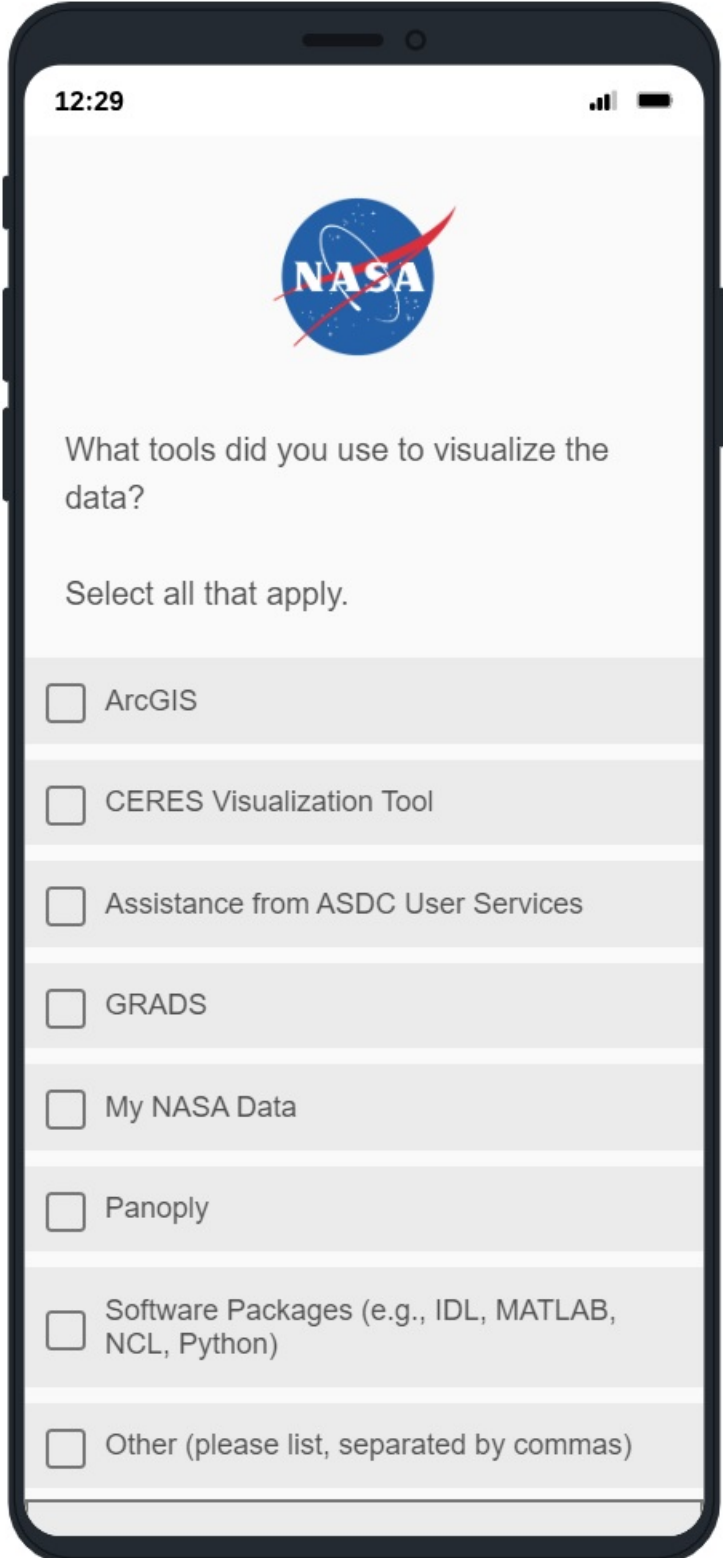 12:29
NASA
What tools did you use to visualize the
data?
Select all that apply.
ArcGIS
CERES Visualization Tool
Assistance from ASDC User Services
GRADS
My NASA Data
Panoply
Software Packages (e.g., IDL, MATLAB,
NCL, Python)
Other (please list, separated by commas)